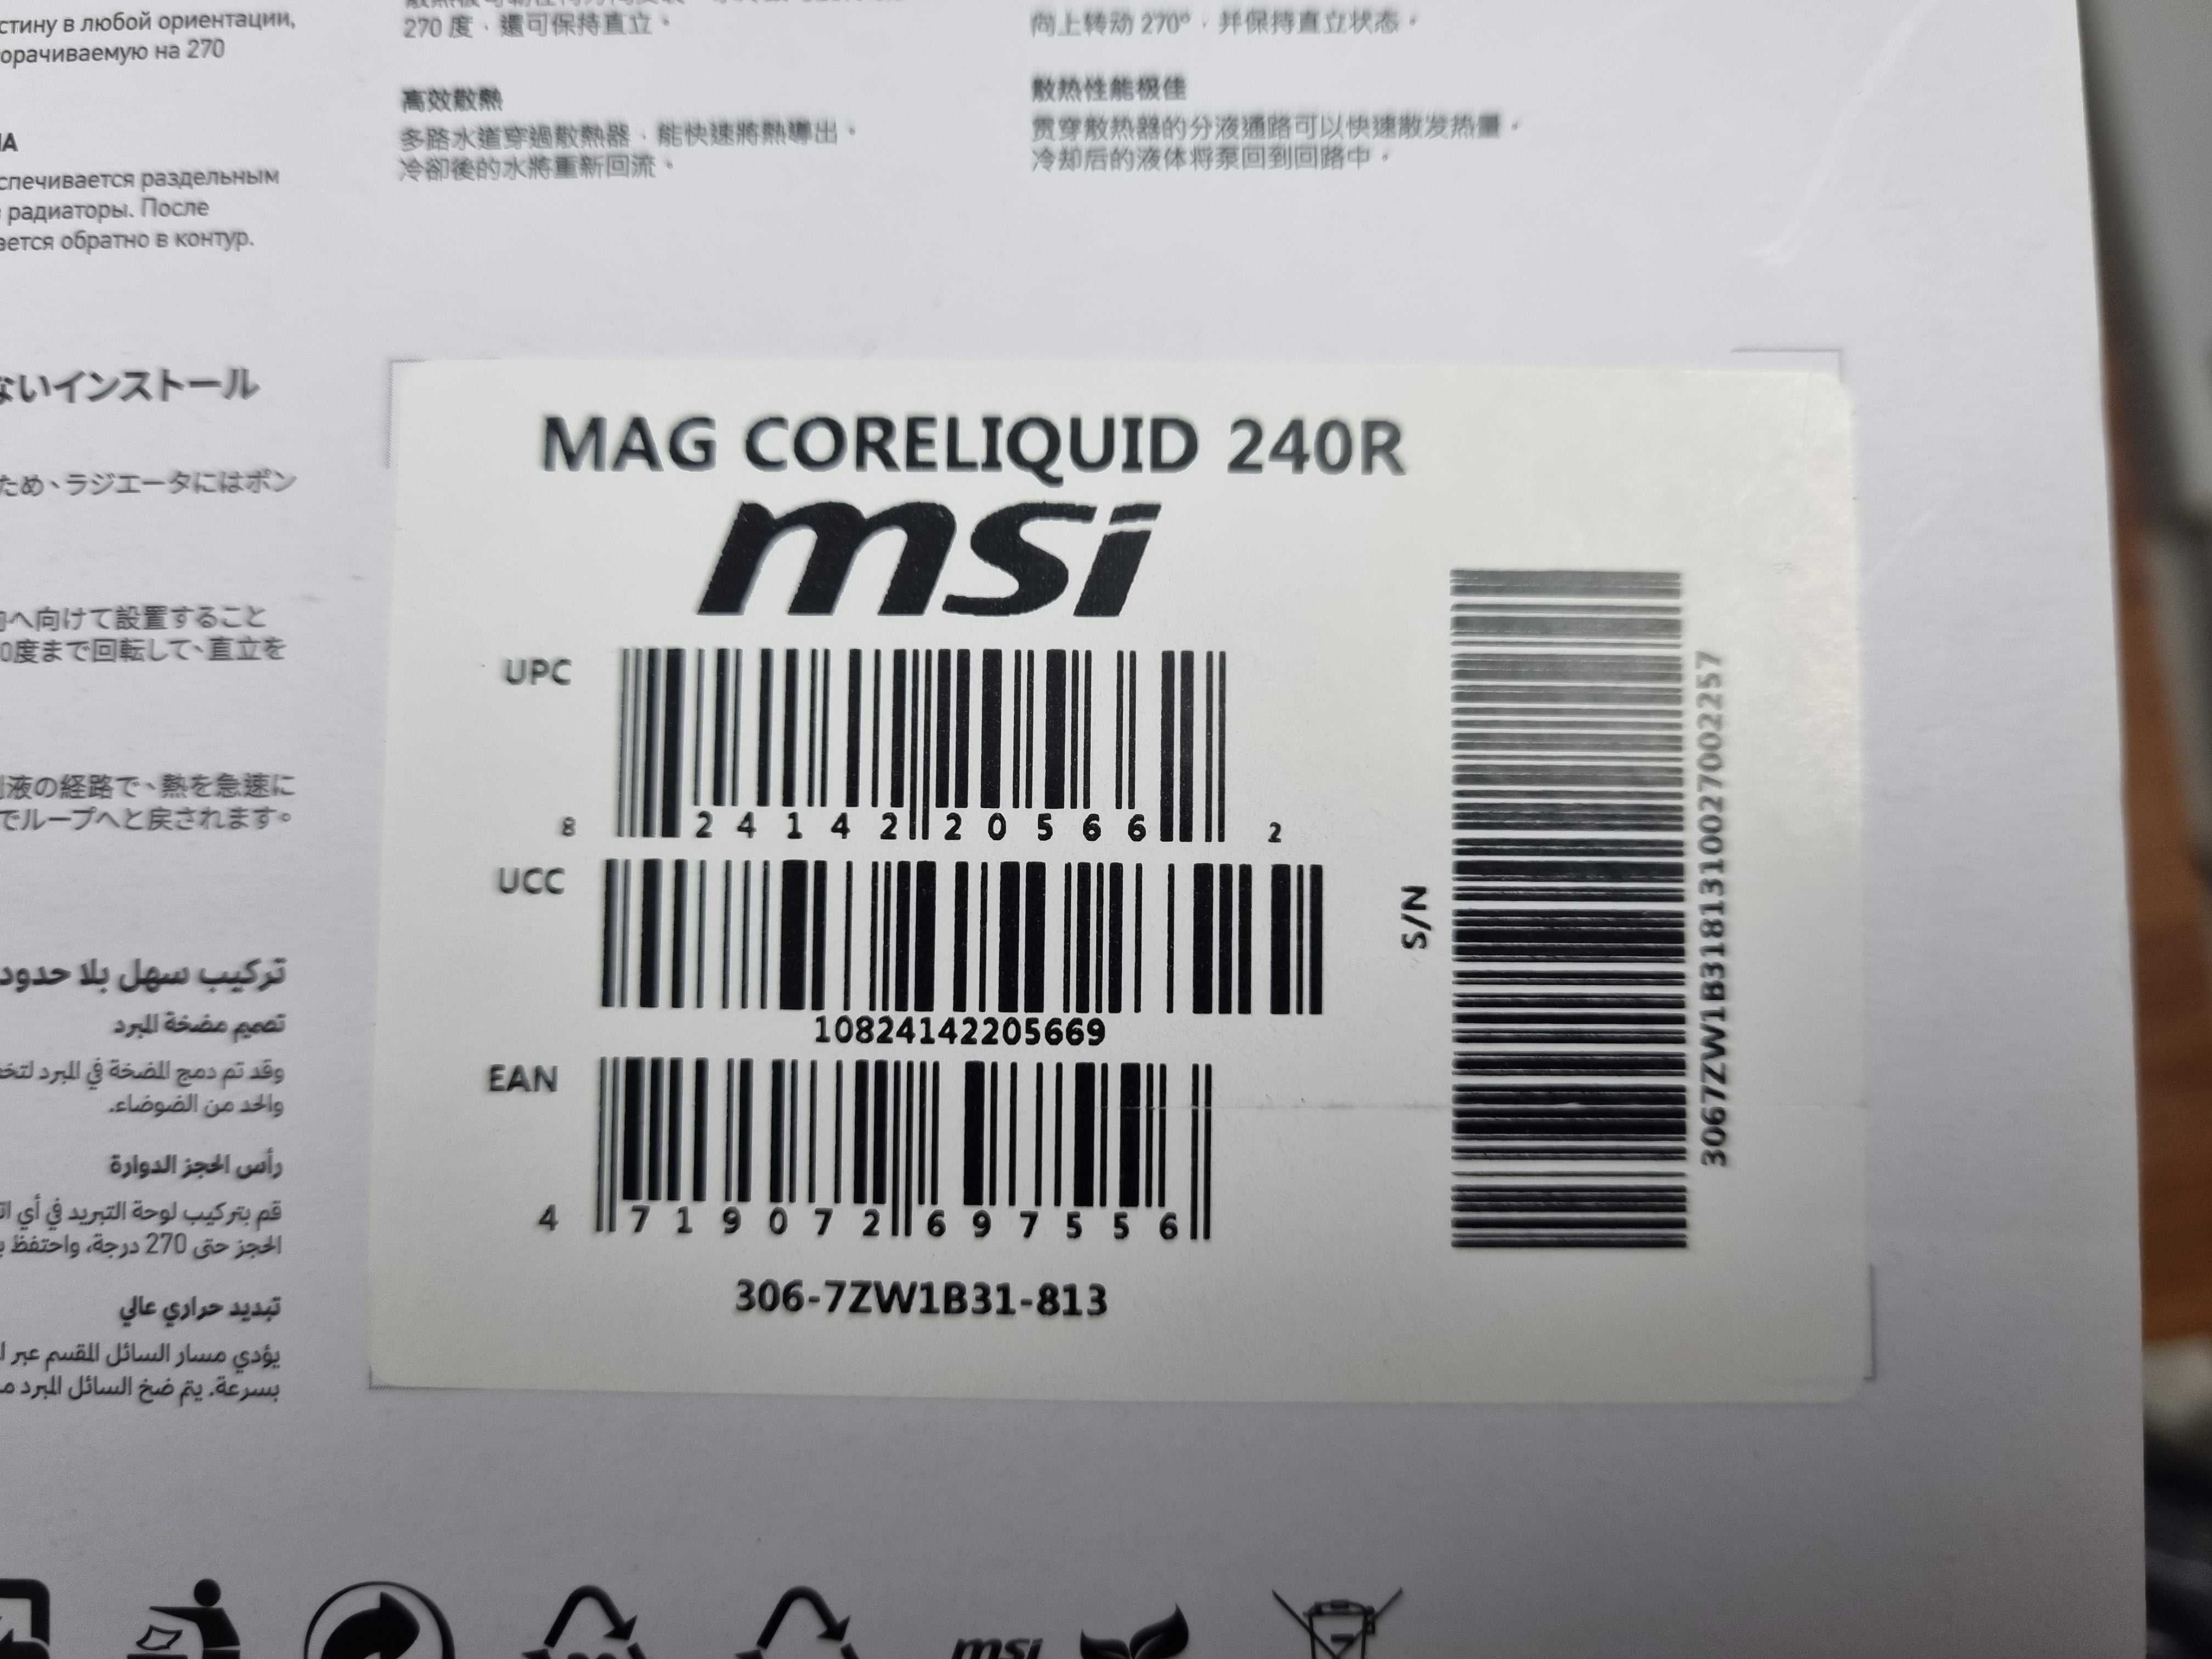 стину в любой ориентации,
орачиваемую на 270
спечивается раздельным
радиаторы. После
ается обратно в контур.
270 度，還可保持直立。
高效散熱
多路水道穿過散熱器，能快速將熱導出。
冷卻後的水將重新回流。
向上转动 270°，并保持直立状态。
散热性能极佳
贯穿散热器的分液通路可以快速散发热量。
冷却后的液体将泵回到回路中。
ないインストール
ため、ラジエータにはポン
へ向けて設置すること
0度まで回転して、直立を
液の経路で、熱を急速に
でループへと戻されます。
تركيب سهل بلا حدود
تصميم مضخة المبرد
وقد تم دمج المضخة في المبرد لتخ
والحد من الضوضاء.
رأس الحجز الدوارة
قم بتركيب لوحة التبريد في أي ات
الحجز حتى 270 درجة، واحتفظ ب
تبديد حراري عالي
يؤدي مسار السائل المقسم عبر ا
بسرعة. يتم ضخ السائل المبرد م
MAG CORELIQUID 240R
msi
UPC
8 24142 20566 2
UCC
10824142205669
EAN
4 719072 697556
306-7ZW1B31-813
S/N
3067ZW1B31813100270022​57
msi